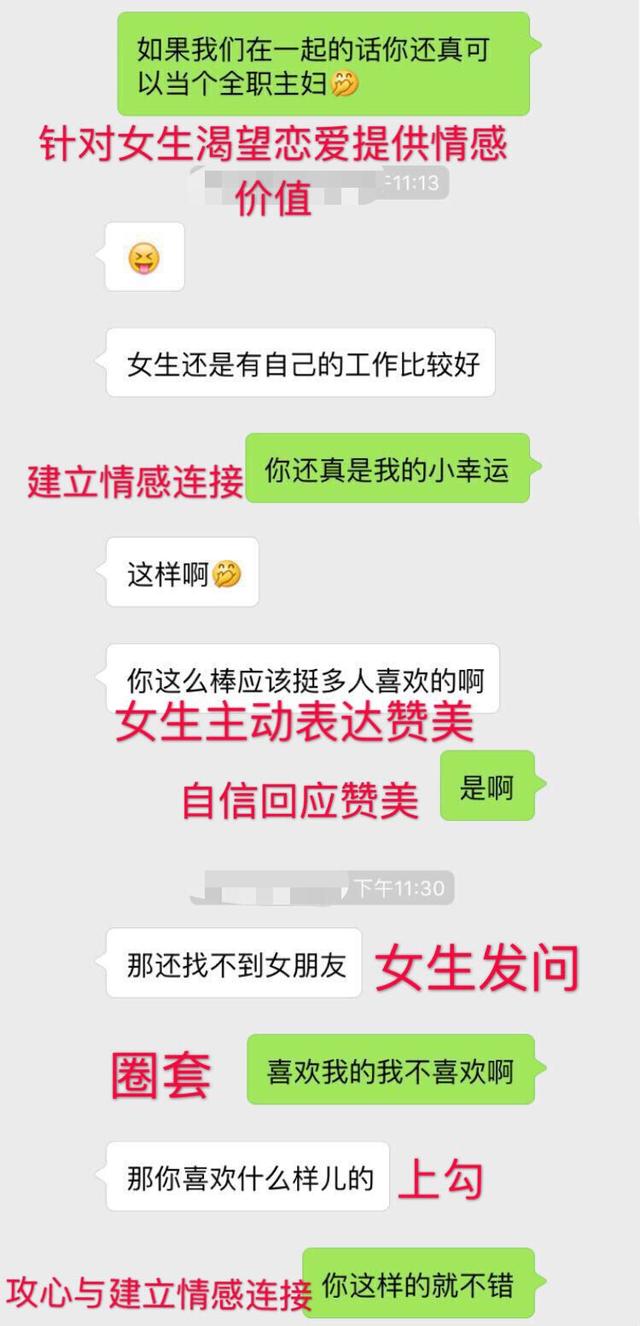 如果我们在一起的话你还真可
以当个全职主妇🤭
针对女生渴望恋爱提供情感
价值
11:13
😝
女生还是有自己的工作比较好
建立情感连接
你还真是我的小幸运
这样啊🤭
你这么棒应该挺多人喜欢的啊
女生主动表达赞美
自信回应赞美
是啊
下午11:30
那还找不到女朋友
女生发问
圈套
喜欢我的我不喜欢啊
那你喜欢什么样儿的
上勾
攻心与建立情感连接
你这样的就不错